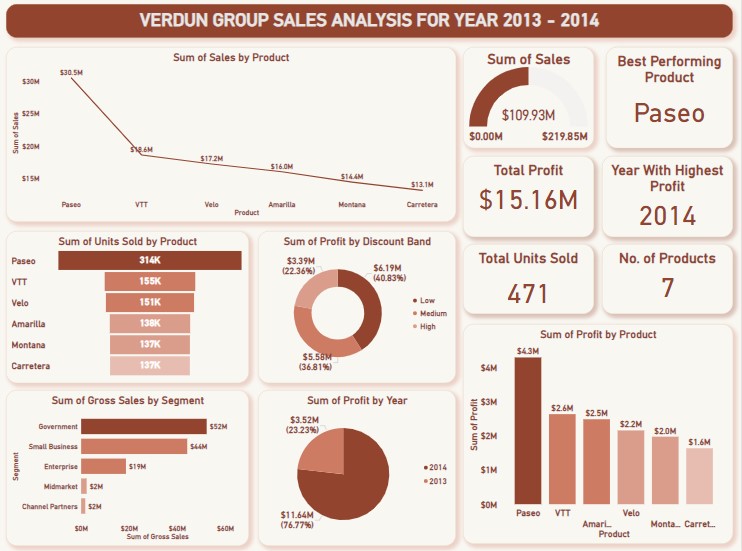 VERDUN GROUP SALES ANALYSIS FOR YEAR 2013 - 2014
Sum of Sales by Product
$30M
$25M
$20M
$15M
Sum of Sales
$30.5M
$18.6M
$17.2M
$16.0M
$14.4M
$13.1M
Paseo
VTT
Velo
Amarilla
Montana
Carretera
Product
Sum of Sales
$109.93M
$0.00M
$219.85M
Best Performing
Product
Paseo
Total Profit
$15.16M
Year With Highest
Profit
2014
Total Units Sold
471
No. of Products
7
Sum of Units Sold by Product
Paseo 314K
VTT 155K
Velo 151K
Amarilla 138K
Montana 137K
Carretera 137K
Sum of Profit by Discount Band
$3.39M
(22.36%)
$6.19M
(40.83%)
$5.58M
(36.81%)
Low
Medium
High
Sum of Gross Sales by Segment
Segment
Government $52M
Small Business $44M
Enterprise $19M
Midmarket $2M
Channel Partners $2M
$0M $20M $40M $60M
Sum of Gross Sales
Sum of Profit by Year
$3.52M
(23.23%)
$11.64M
(76.77%)
2014
2013
Sum of Profit by Product
Sum of Profit
$4M
$3M
$2M
$1M
$0M
$4.3M
$2.6M
$2.5M
$2.2M
$2.0M
$1.6M
Paseo
VTT
Amari...
Velo
Monta...
Carret...
Product